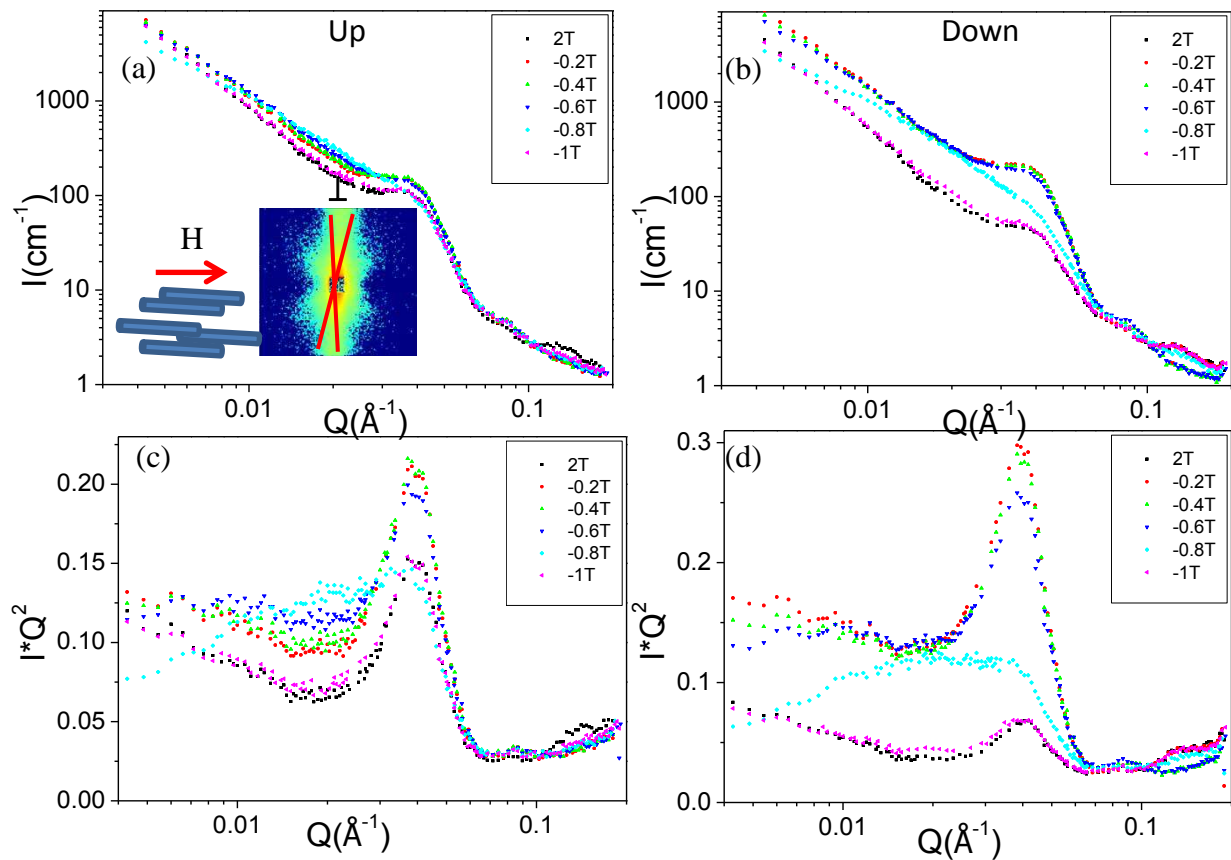 Up
(a)
2T
-0.2T
-0.4T
-0.6T
-0.8T
-1T
1000
100
10
1
I(cm⁻¹)
H
0.01
0.1
Q(Å⁻¹)
Down
(b)
2T
-0.2T
-0.4T
-0.6T
-0.8T
-1T
1000
100
10
1
I(cm⁻¹)
0.01
0.1
Q(Å⁻¹)
(c)
2T
-0.2T
-0.4T
-0.6T
-0.8T
-1T
0.20
0.15
0.10
0.05
0.00
I*Q²
0.01
0.1
Q(Å⁻¹)
(d)
2T
-0.2T
-0.4T
-0.6T
-0.8T
-1T
0.3
0.2
0.1
0.0
I*Q²
0.01
0.1
Q(Å⁻¹)